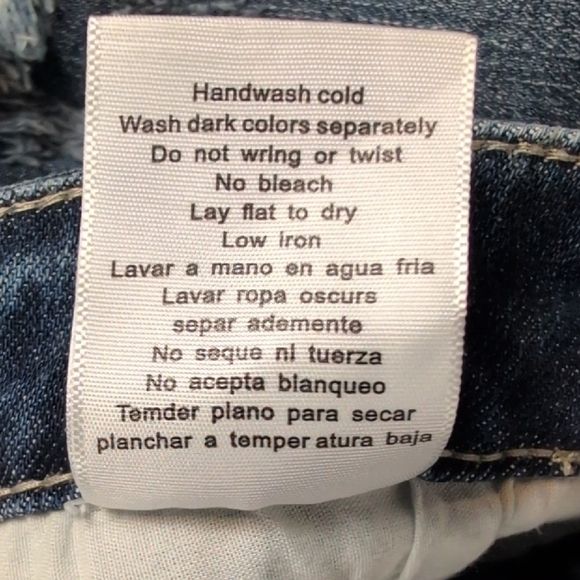 Handwash cold
Wash dark colors separately
Do not wring or twist
No bleach
Lay flat to dry
Low iron
Lavar a mano en agua fria
Lavar ropa oscurs
separ ademente
No seque ni tuerza
No acepta blanqueo
Temder plano para secar
planchar a temper atura baja